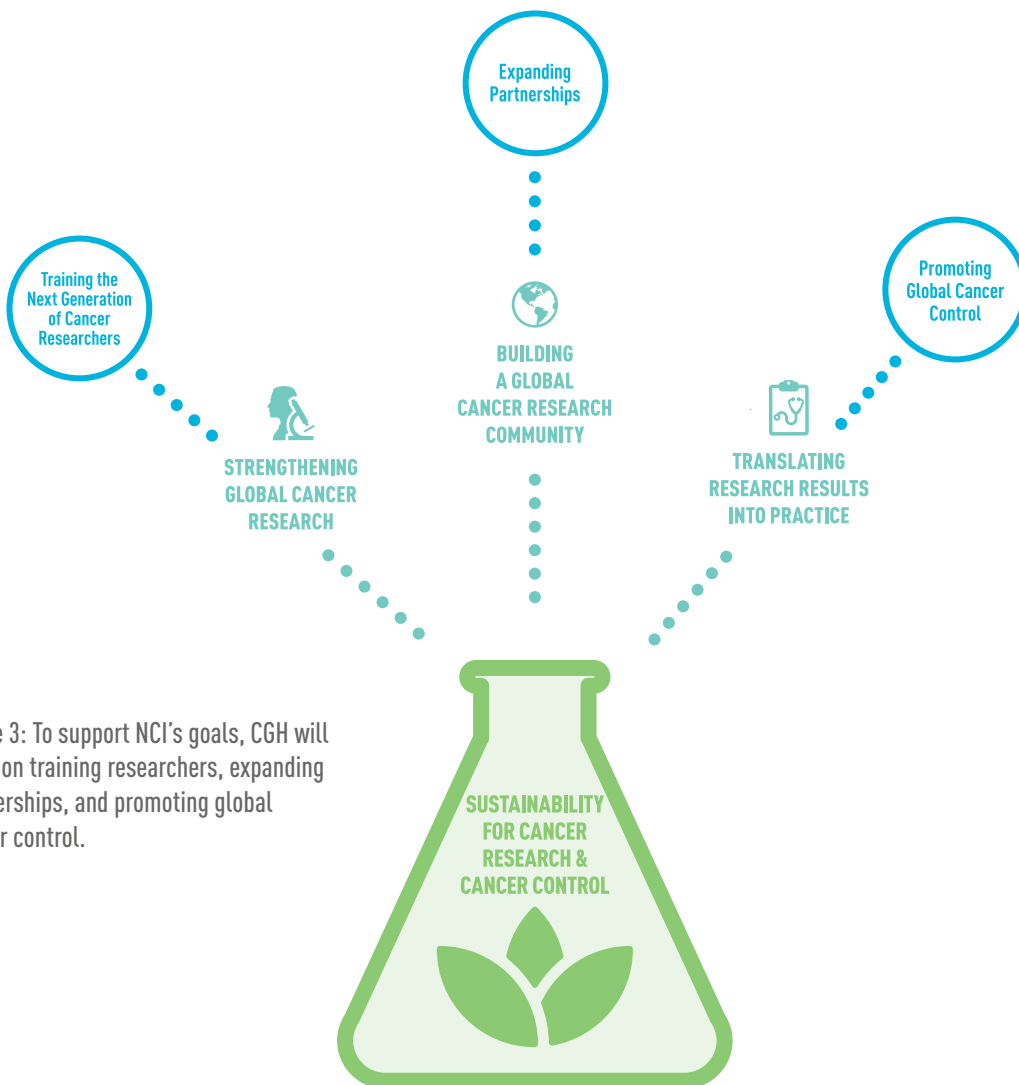 Expanding
Partnerships
Training the
Next Generation
of Cancer
Researchers
Promoting
Global Cancer
Control
BUILDING
A GLOBAL
CANCER RESEARCH
COMMUNITY
STRENGTHENING
GLOBAL CANCER
RESEARCH
TRANSLATING
RESEARCH RESULTS
INTO PRACTICE
3: To support NCI's goals, CGH will
on training researchers, expanding
and promoting global
control.
SUSTAINABILITY
FOR CANCER
RESEARCH &
CANCER CONTROL